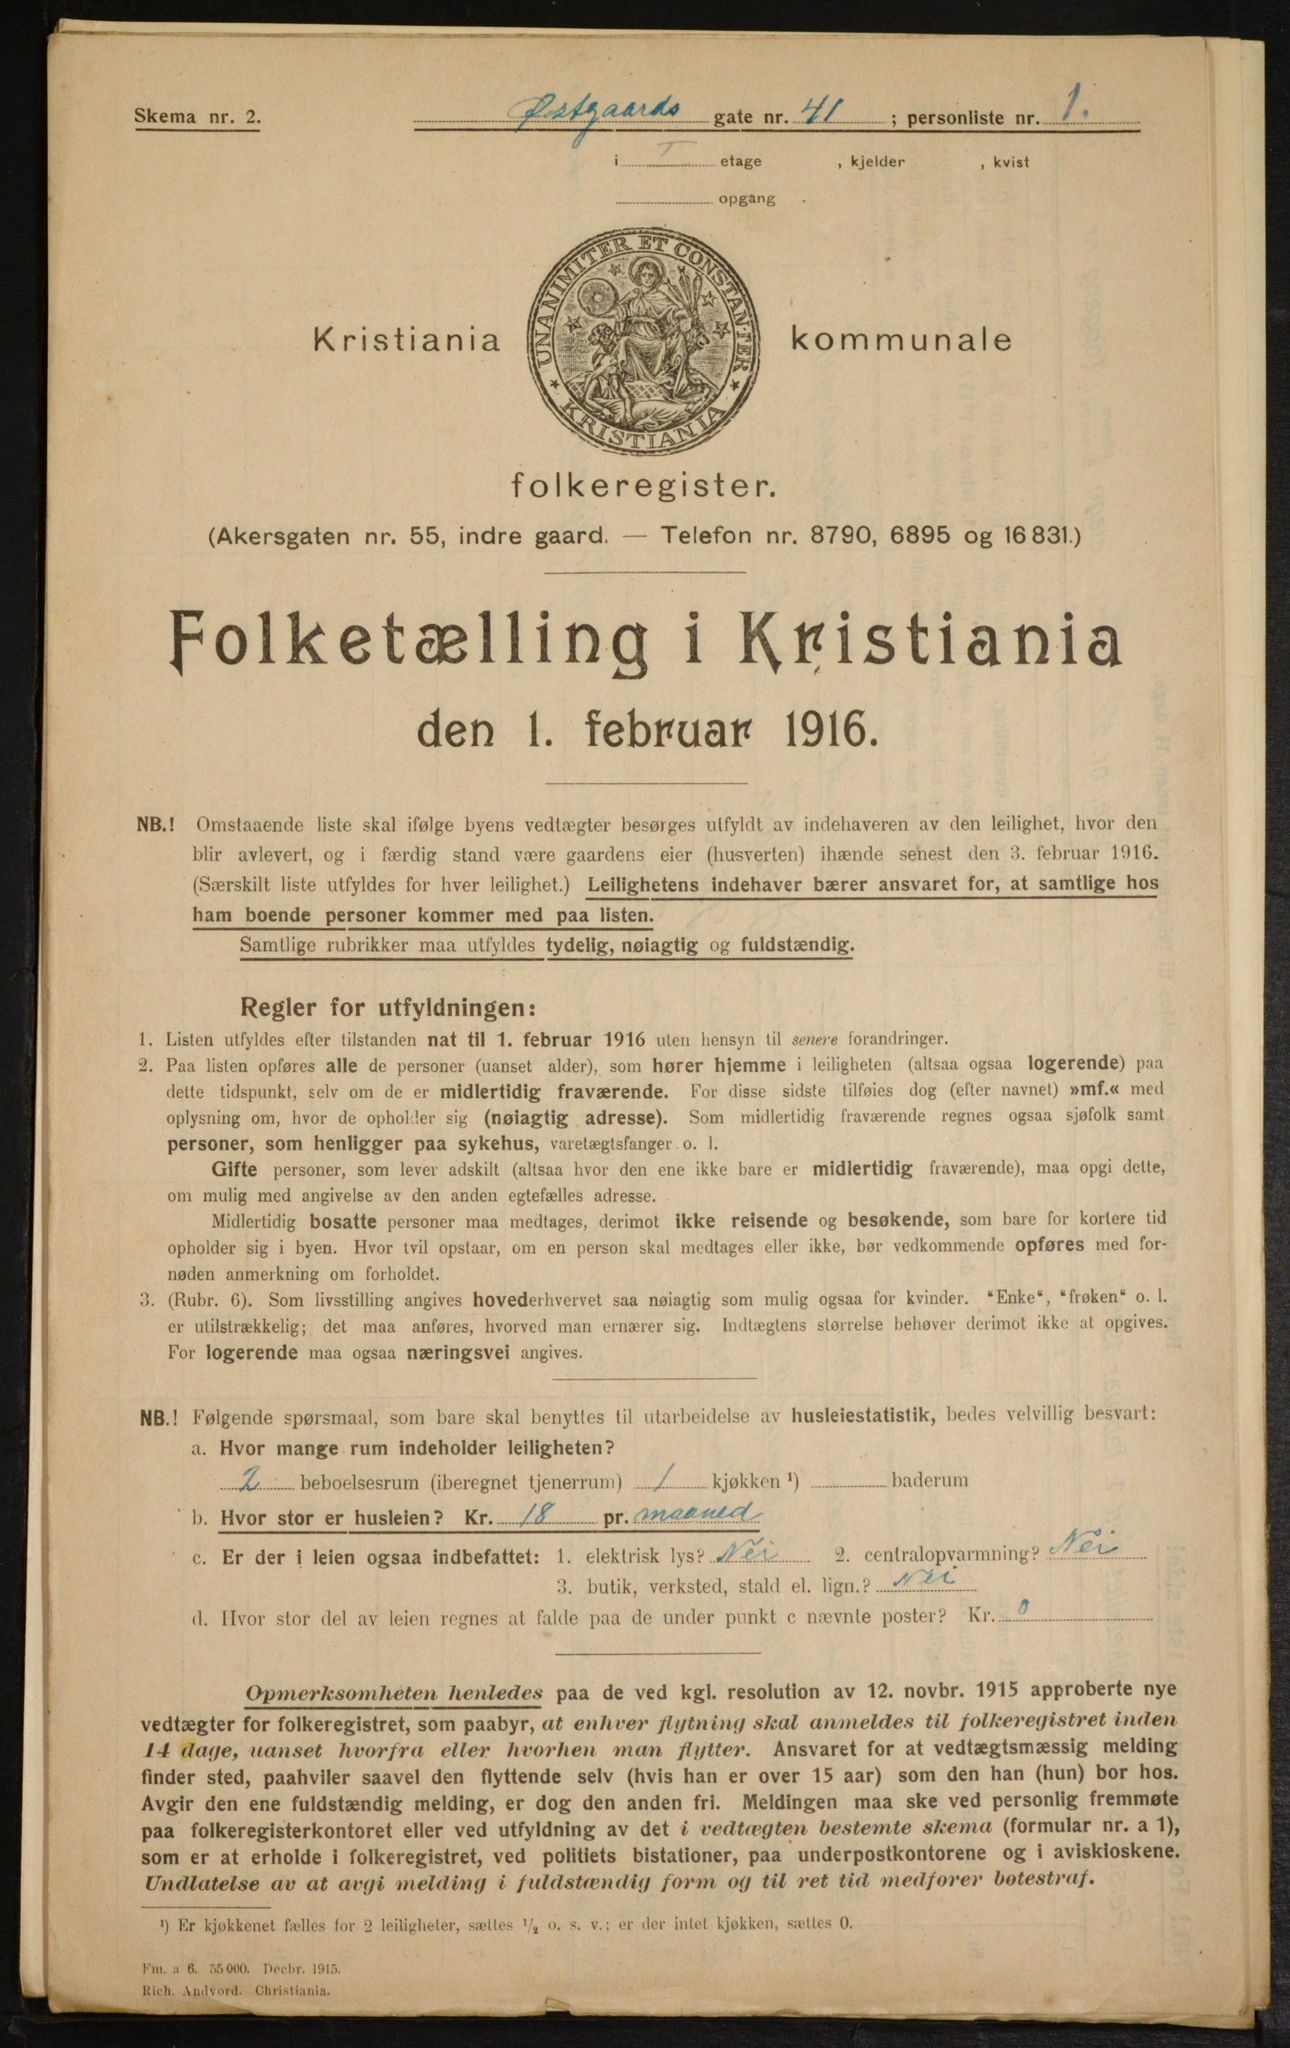 Skema nr. 2. Østgaards gate nr. 41 ; personliste nr. 1.
i I etage , kjelder , kvist
opgang .
UNANIMITER ET CONSTANTER
KRISTIANIA
Kristiania kommunale
folkeregister.
(Akersgaten nr. 55, indre gaard. — Telefon nr. 8790, 6895 og 16831.)
Folketælling i Kristiania
den 1. februar 1916.
NB.! Omstaaende liste skal ifølge byens vedtægter besørges utfyldt av indehaveren av den leilighet, hvor den
blir avlevert, og i færdig stand være gaardens eier (husverten) ihænde senest den 3. februar 1916.
(Særskilt liste utfyldes for hver leilighet.) Leilighetens indehaver bærer ansvaret for, at samtlige hos
ham boende personer kommer med paa listen.
Samtlige rubrikker maa utfyldes tydelig, nøiagtig og fuldstændig.
Regler for utfyldningen:
1. Listen utfyldes efter tilstanden nat til 1. februar 1916 uten hensyn til senere forandringer.
2. Paa listen opføres alle de personer (uanset alder), som hører hjemme i leiligheten (altsaa ogsaa logerende) paa
dette tidspunkt, selv om de er midlertidig fraværende. For disse sidste tilføies dog (efter navnet) »mf.« med
oplysning om, hvor de opholder sig (nøiagtig adresse). Som midlertidig fraværende regnes ogsaa sjøfolk samt
personer, som henligger paa sykehus, varetægtsfanger o. l.
Gifte personer, som lever adskilt (altsaa hvor den ene ikke bare er midlertidig fraværende), maa opgi dette,
om mulig med angivelse av den anden egtefælles adresse.
Midlertidig bosatte personer maa medtages, derimot ikke reisende og besøkende, som bare for kortere tid
opholder sig i byen. Hvor tvil opstaar, om en person skal medtages eller ikke, bør vedkommende opføres med for-
nøden anmerkning om forholdet.
3. (Rubr. 6). Som livsstilling angives hovederhvervet saa nøiagtig som mulig ogsaa for kvinder. "Enke", "frøken" o. l.
er utilstrækkelig; det maa anføres, hvorved man ernærer sig. Indtægtens størrelse behøver derimot ikke at opgives.
For logerende maa ogsaa næringsvei angives.
NB.! Følgende spørsmaal, som bare skal benyttes til utarbeidelse av husleiestatistik, bedes velvillig besvart:
a. Hvor mange rum indeholder leiligheten?
2 beboelsesrum (iberegnet tjenerrum) 1 kjøkken ¹) baderum
b. Hvor stor er husleien? Kr. 18 pr. maaned
c. Er der i leien ogsaa indbefattet: 1. elektrisk lys? Nei 2. centralopvarmning? Nei
3. butik, verksted, stald el. lign.? Nei
d. Hvor stor del av leien regnes at falde paa de under punkt c nævnte poster? Kr. 0
Opmerksomheten henledes paa de ved kgl. resolution av 12. novbr. 1915 approberte nye
vedtægter for folkeregistret, som paabyr, at enhver flytning skal anmeldes til folkeregistret inden
14 dage, uanset hvorfra eller hvorhen man flytter. Ansvaret for at vedtægtsmæssig melding
finder sted, paahviler saavel den flyttende selv (hvis han er over 15 aar) som den han (hun) bor hos.
Avgir den ene fuldstændig melding, er dog den anden fri. Meldingen maa ske ved personlig fremmøte
paa folkeregisterkontoret eller ved utfyldning av det i vedtægten bestemte skema (formular nr. a 1),
som er at erholde i folkeregistret, ved politiets bistationer, paa underpostkontorene og i aviskioskene.
Undlatelse av at avgi melding i fuldstændig form og til ret tid medfører bøtestraf.
¹) Er kjøkkenet fælles for 2 leiligheter, sættes ¹/₂ o. s. v.; er der intet kjøkken, sættes 0.
Fm. a 6. 55 000. Decbr. 1915.
Rich. Andvord. Christiania.